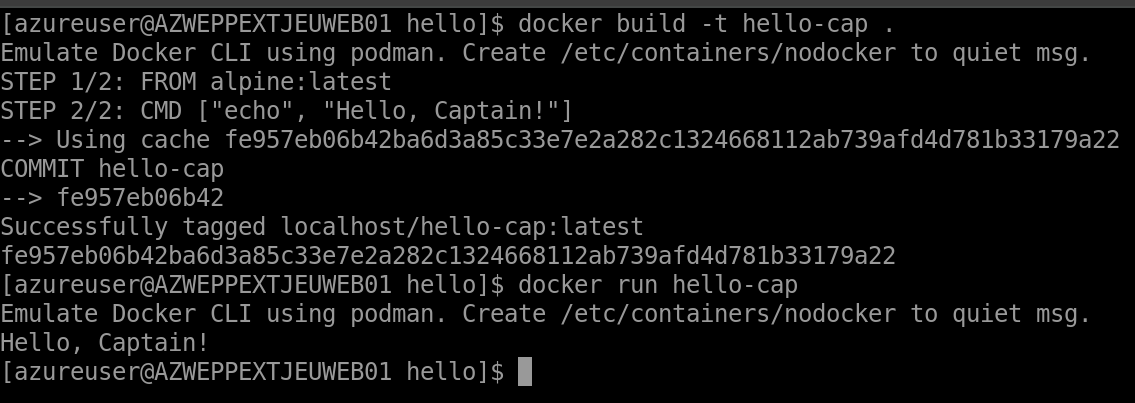 [azureuser@AZWEPPEXTJEUWEB01 hello]$ docker build -t hello-cap .
Emulate Docker CLI using podman. Create /etc/containers/nodocker to quiet msg.
STEP 1/2: FROM alpine:latest
STEP 2/2: CMD ["echo", "Hello, Captain!"]
--> Using cache fe957eb06b42ba6d3a85c33e7e2a282c1324668112ab739afd4d781b33179a22
COMMIT hello-cap
--> fe957eb06b42
Successfully tagged localhost/hello-cap:latest
fe957eb06b42ba6d3a85c33e7e2a282c1324668112ab739afd4d781b33179a22
[azureuser@AZWEPPEXTJEUWEB01 hello]$ docker run hello-cap
Emulate Docker CLI using podman. Create /etc/containers/nodocker to quiet msg.
Hello, Captain!
[azureuser@AZWEPPEXTJEUWEB01 hello]$